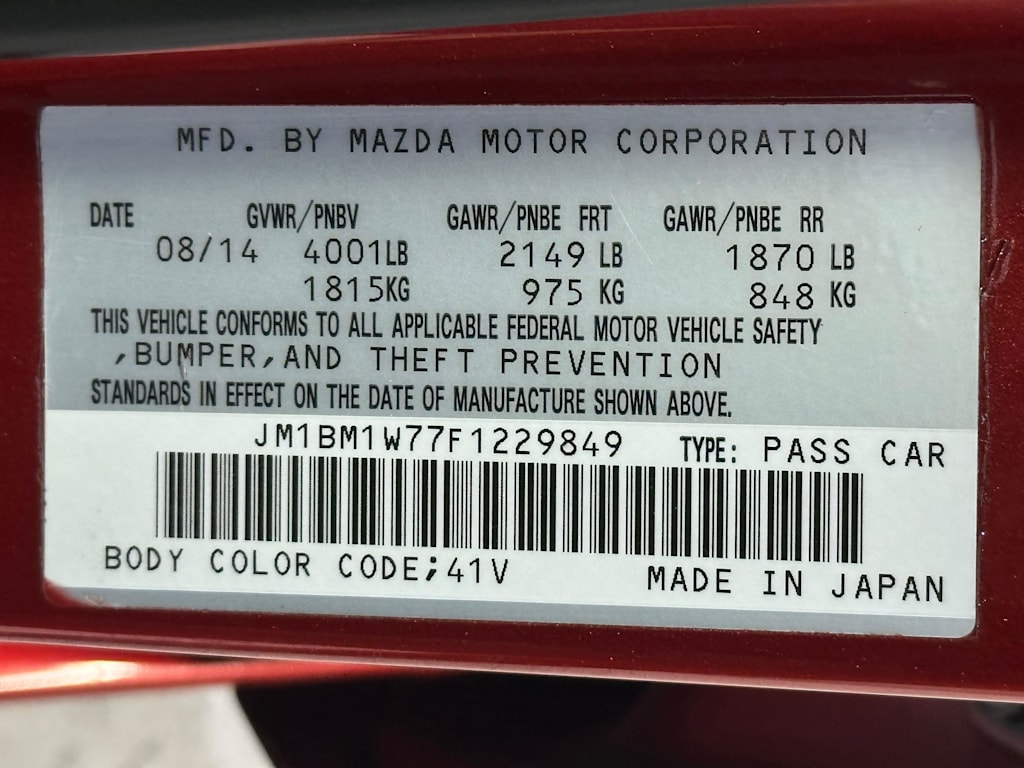 MFD. BY MAZDA MOTOR CORPORATION
DATE GVWR/PNBV GAWR/PNBE FRT GAWR/PNBE RR
08/14 4001LB 2149 LB 1870 LB
1815KG 975 KG 848 KG
THIS VEHICLE CONFORMS TO ALL APPLICABLE FEDERAL MOTOR VEHICLE SAFETY
,BUMPER,AND THEFT PREVENTION
STANDARDS IN EFFECT ON THE DATE OF MANUFACTURE SHOWN ABOVE.
JM1BM1W77F1229849 TYPE: PASS CAR
BODY COLOR CODE;41V MADE IN JAPAN